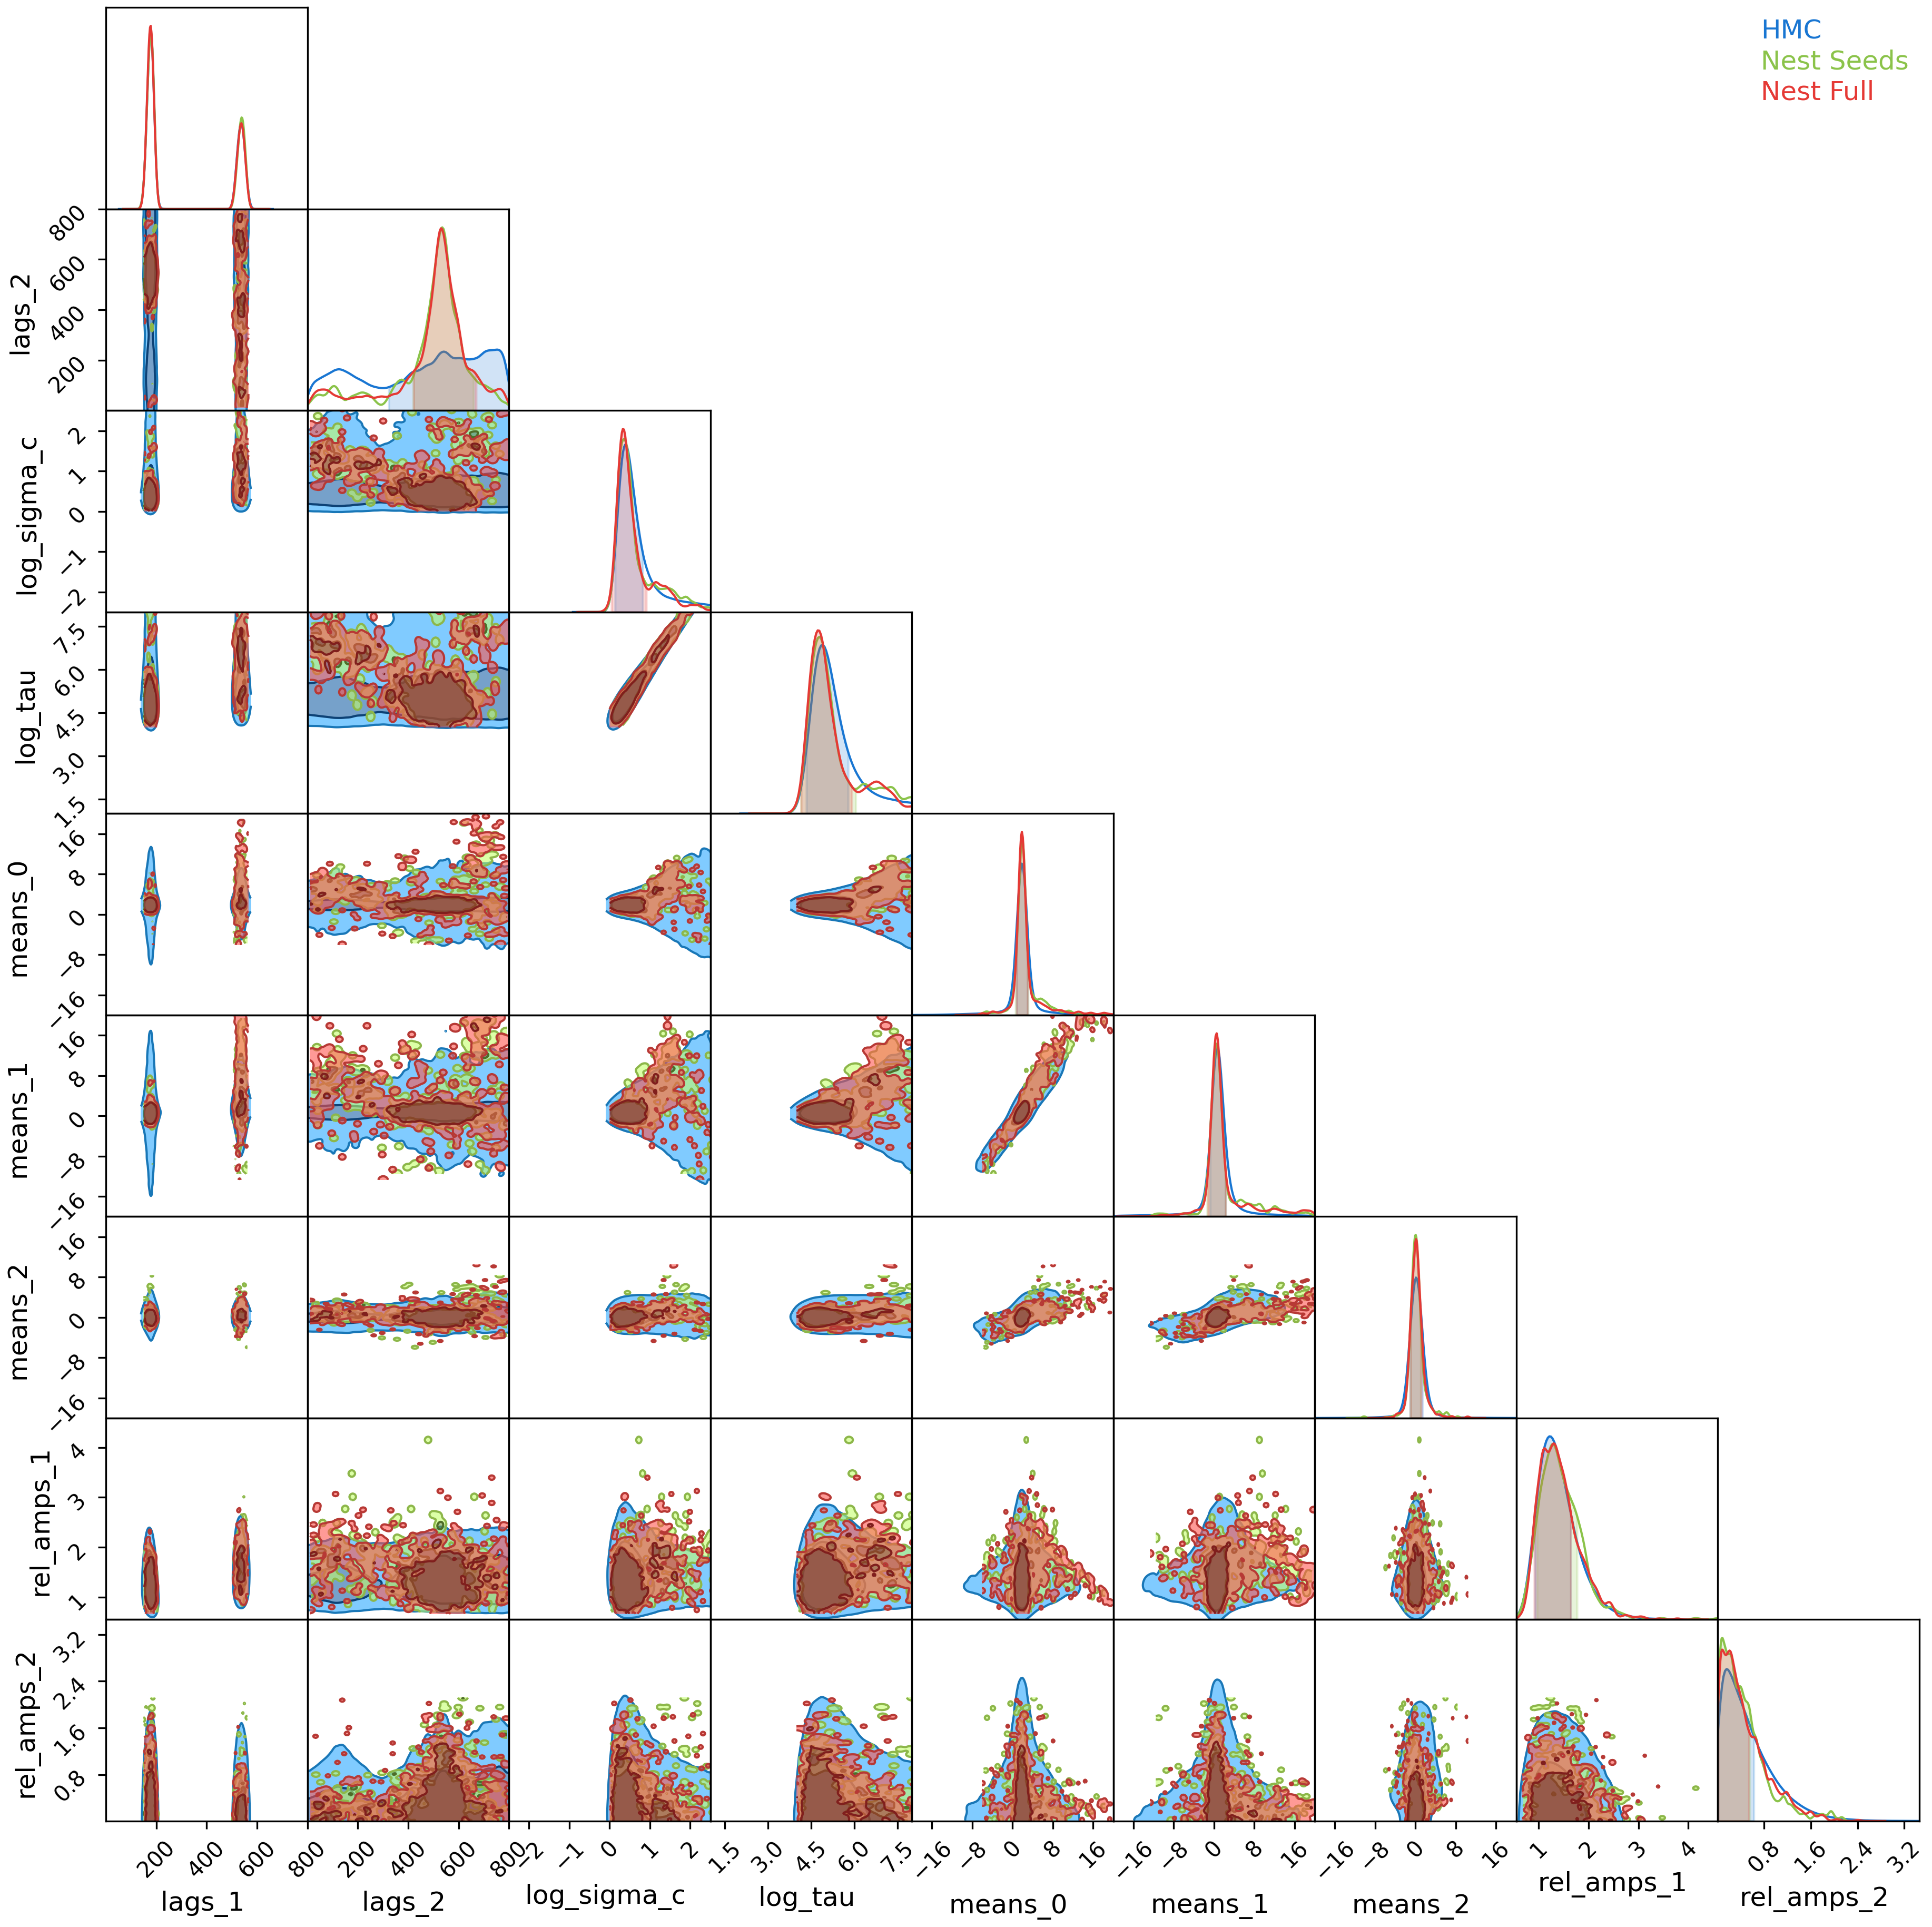 HMC
Nest Seeds
Nest Full
800
600
400
200
lags_2
2
1
0
−1
−2
log_sigma_c
7.5
6.0
4.5
3.0
1.5
log_tau
16
8
0
−8
−16
means_0
16
8
0
−8
−16
means_1
16
8
0
−8
−16
means_2
4
3
2
1
rel_amps_1
3.2
2.4
1.6
0.8
rel_amps_2
200 400 600 800 200 400 600 800 −2 −1 0 1 2 1.5 3.0 4.5 6.0 7.5 −16 −8 0 8 16 −16 −8 0 8 16 −16 −8 0 8 16 1 2 3 4 0.8 1.6 2.4 3.2
lags_1 lags_2 log_sigma_c log_tau means_0 means_1 means_2 rel_amps_1 rel_amps_2